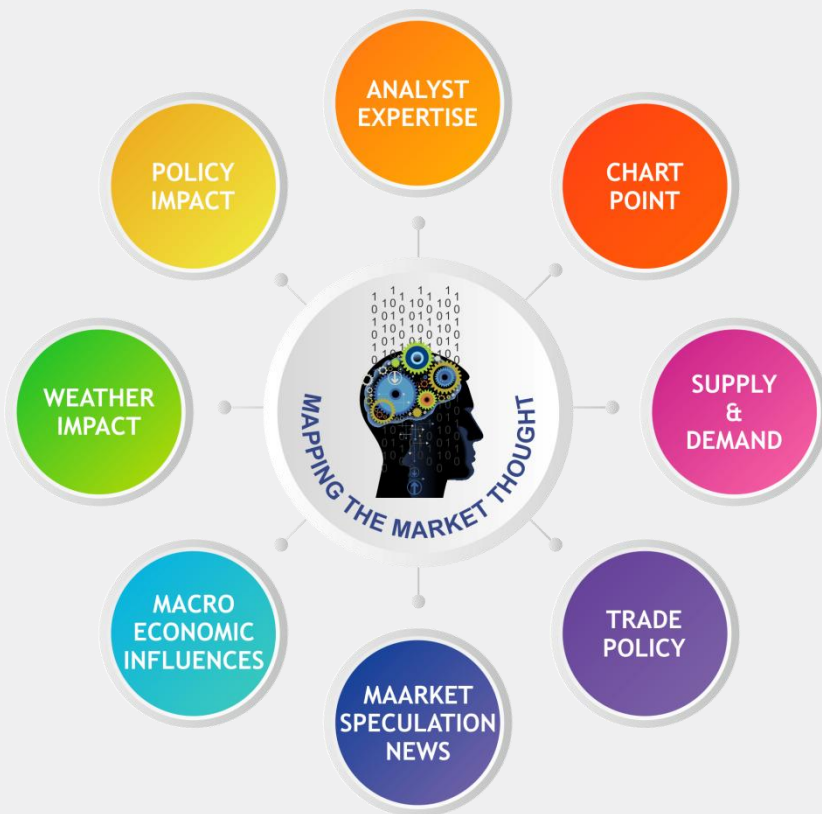 ANALYST
EXPERTISE
CHART
POINT
SUPPLY
&
DEMAND
TRADE
POLICY
MAARKET
SPECULATION
NEWS
MACRO
ECONOMIC
INFLUENCES
WEATHER
IMPACT
POLICY
IMPACT
MAPPING THE MARKET THOUGHT